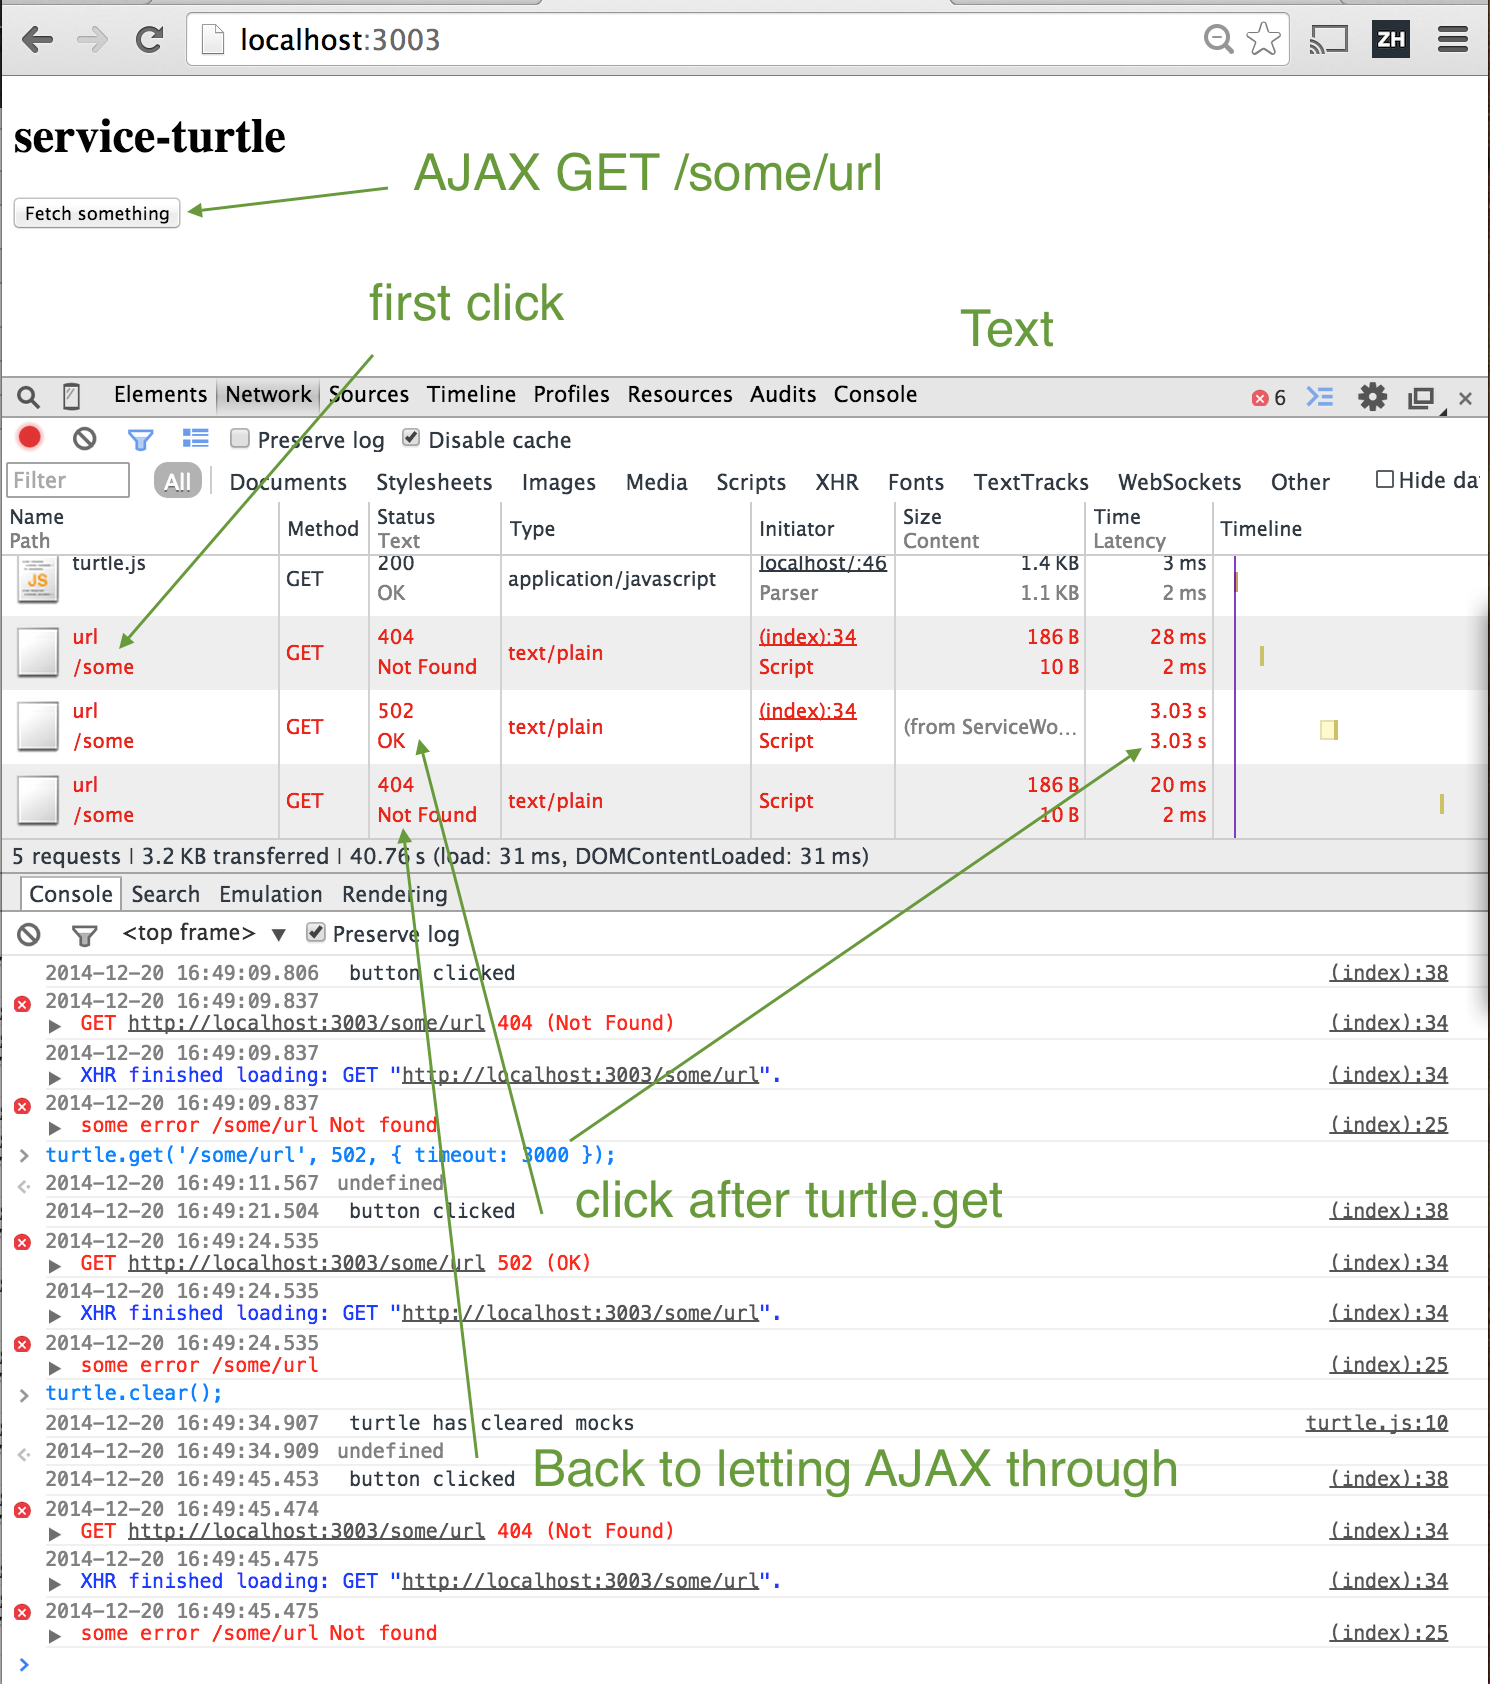 localhost:3003
ZH
service-turtle
AJAX GET /some/url
Fetch something
first click
Text
Elements Network Sources Timeline Profiles Resources Audits Console 6
Preserve log Disable cache
Filter All Documents Stylesheets Images Media Scripts XHR Fonts TextTracks WebSockets Other Hide da
Name Method Status Type Initiator Size Time Timeline
Path Text Content Latency
turtle.js GET 200 application/javascript localhost/:46 1.4 KB 3 ms
JS OK Parser 1.1 KB 2 ms
url GET 404 text/plain (index):34 186 B 28 ms
/some Not Found Script 10 B 2 ms
url GET 502 text/plain (index):34 (from ServiceWo... 3.03 s
/some OK Script 3.03 s
url GET 404 text/plain Script 186 B 20 ms
/some Not Found 10 B 2 ms
5 requests | 3.2 KB transferred | 40.76 s (load: 31 ms, DOMContentLoaded: 31 ms)
Console Search Emulation Rendering
<top frame> ▼ Preserve log
2014-12-20 16:49:09.806 button clicked (index):38
2014-12-20 16:49:09.837
GET http://localhost:3003/some/url 404 (Not Found) (index):34
2014-12-20 16:49:09.837
XHR finished loading: GET "http://localhost:3003/some/url". (index):34
2014-12-20 16:49:09.837
some error /some/url Not found (index):25
turtle.get('/some/url', 502, { timeout: 3000 });
2014-12-20 16:49:11.567 undefined
click after turtle.get
2014-12-20 16:49:21.504 button clicked (index):38
2014-12-20 16:49:24.535
GET http://localhost:3003/some/url 502 (OK) (index):34
2014-12-20 16:49:24.535
XHR finished loading: GET "http://localhost:3003/some/url". (index):34
2014-12-20 16:49:24.535
some error /some/url (index):25
turtle.clear();
2014-12-20 16:49:34.907 turtle has cleared mocks turtle.js:10
2014-12-20 16:49:34.909 undefined
Back to letting AJAX through
2014-12-20 16:49:45.453 button clicked (index):38
2014-12-20 16:49:45.474
GET http://localhost:3003/some/url 404 (Not Found) (index):34
2014-12-20 16:49:45.475
XHR finished loading: GET "http://localhost:3003/some/url". (index):34
2014-12-20 16:49:45.475
some error /some/url Not found (index):25